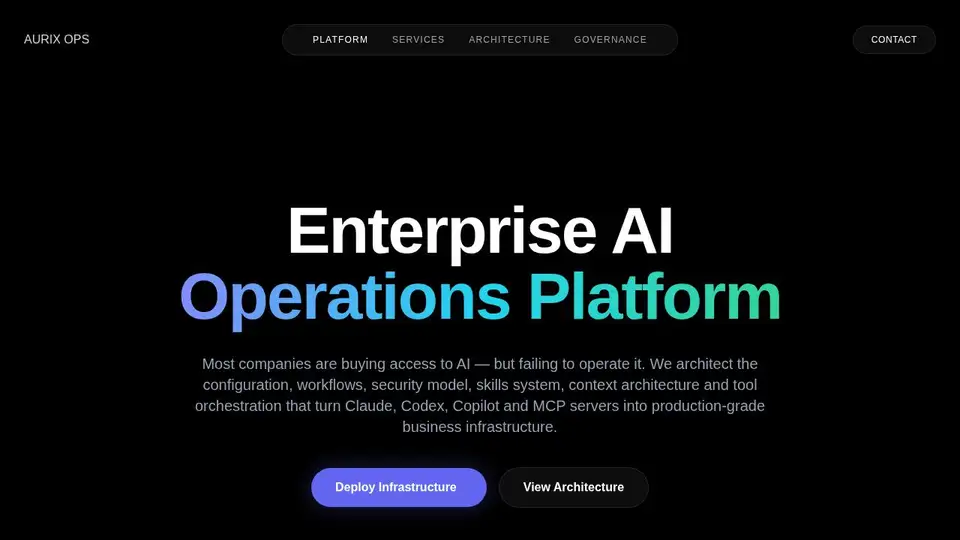 AURIX OPS
PLATFORM SERVICES ARCHITECTURE GOVERNANCE
CONTACT
Enterprise AI
Operations Platform
Most companies are buying access to AI — but failing to operate it. We architect the
configuration, workflows, security model, skills system, context architecture and tool
orchestration that turn Claude, Codex, Copilot and MCP servers into production-grade
business infrastructure.
Deploy Infrastructure
View Architecture